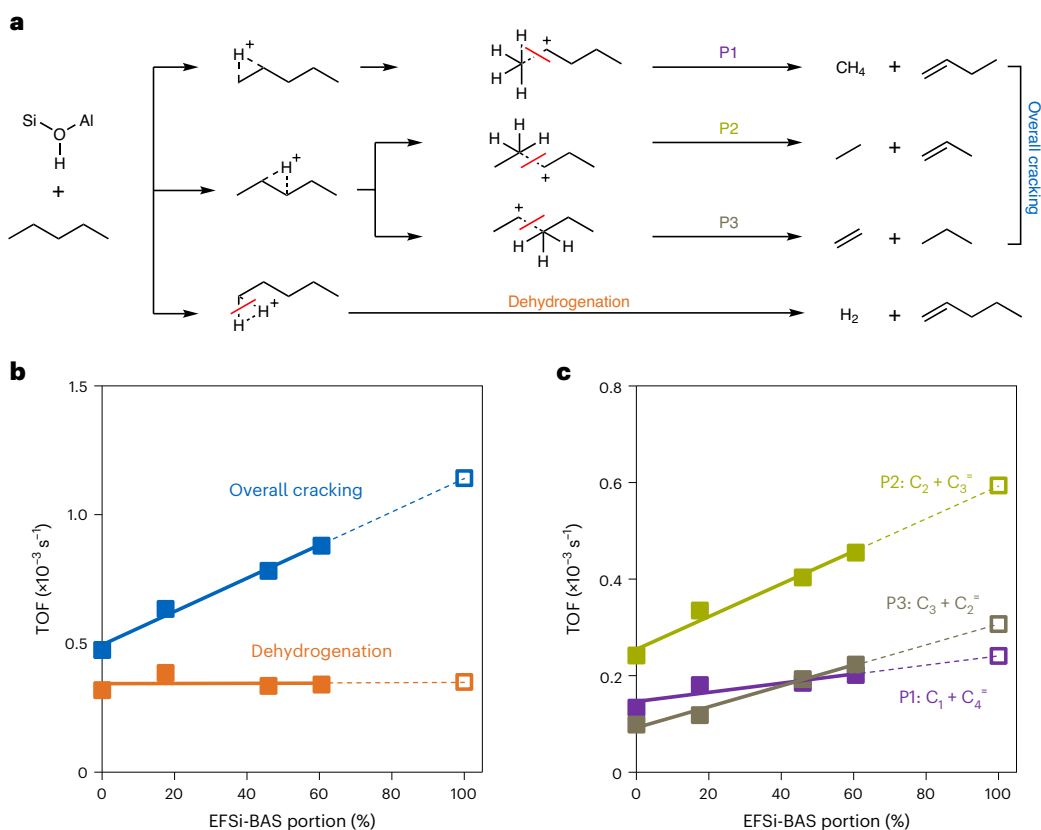 a
H+
H
H
H
H
+
P1
CH4 + 
Si Al
O
H
+
H+
H
H H
+
P2
+
+
H H
H
P3
+
Overall cracking
H
H+
Dehydrogenation
H2 +
b
TOF (×10−3 s−1)
1.5
1.0
0.5
0
Overall cracking
Dehydrogenation
0 20 40 60 80 100
EFSi-BAS portion (%)
c
TOF (×10−3 s−1)
0.8
0.6
0.4
0.2
0
P2: C2 + C3=
P3: C3 + C2=
P1: C1 + C4=
0 20 40 60 80 100
EFSi-BAS portion (%)